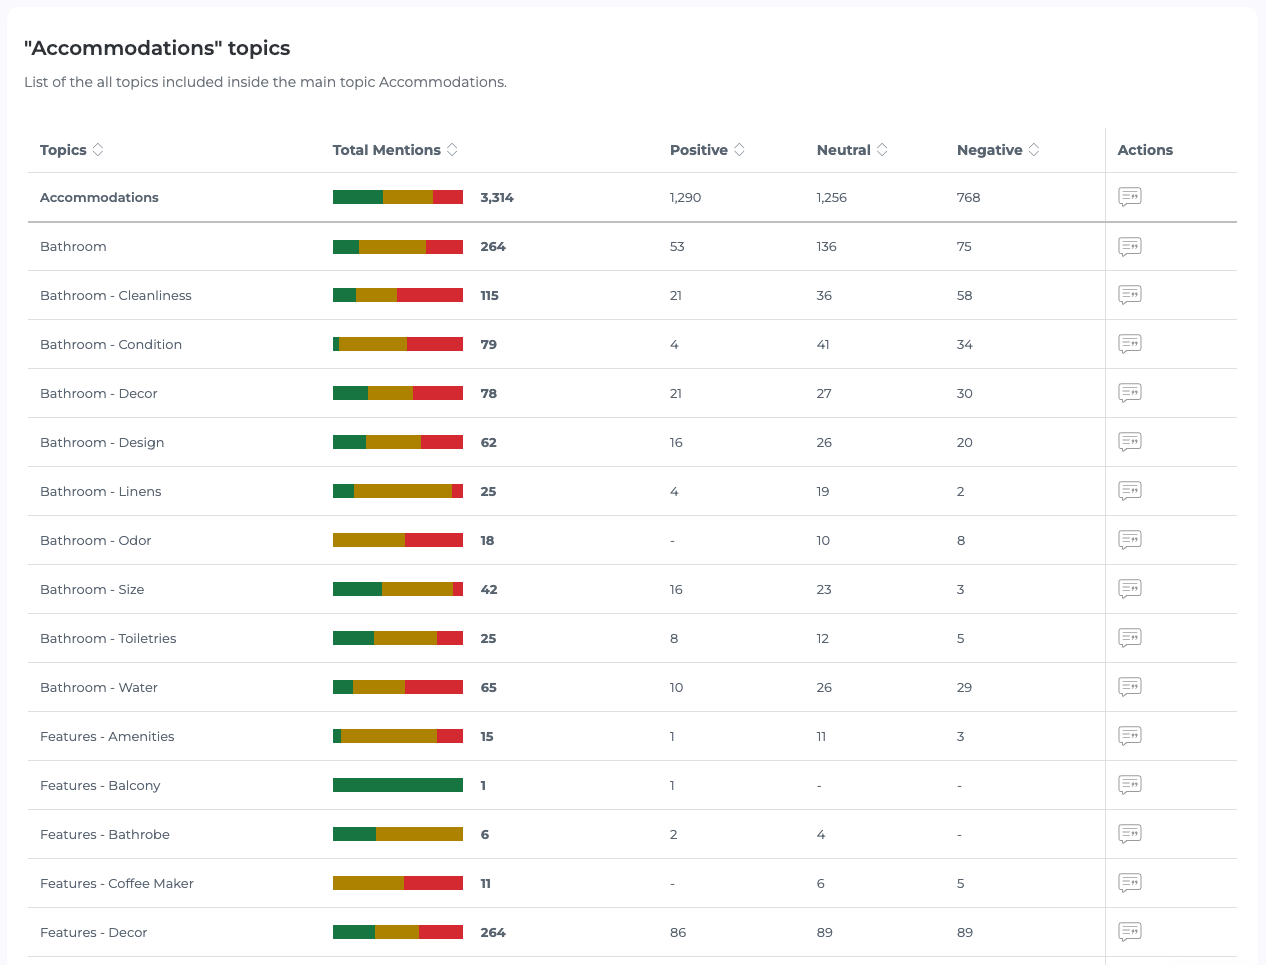 "Accommodations" topics
List of the all topics included inside the main topic Accommodations.
Topics Total Mentions Positive Neutral Negative Actions
Accommodations 3,314 1,290 1,256 768
Bathroom 264 53 136 75
Bathroom - Cleanliness 115 21 36 58
Bathroom - Condition 79 4 41 34
Bathroom - Decor 78 21 27 30
Bathroom - Design 62 16 26 20
Bathroom - Linens 25 4 19 2
Bathroom - Odor 18 - 10 8
Bathroom - Size 42 16 23 3
Bathroom - Toiletries 25 8 12 5
Bathroom - Water 65 10 26 29
Features - Amenities 15 1 11 3
Features - Balcony 1 1 - -
Features - Bathrobe 6 2 4 -
Features - Coffee Maker 11 - 6 5
Features - Decor 264 86 89 89